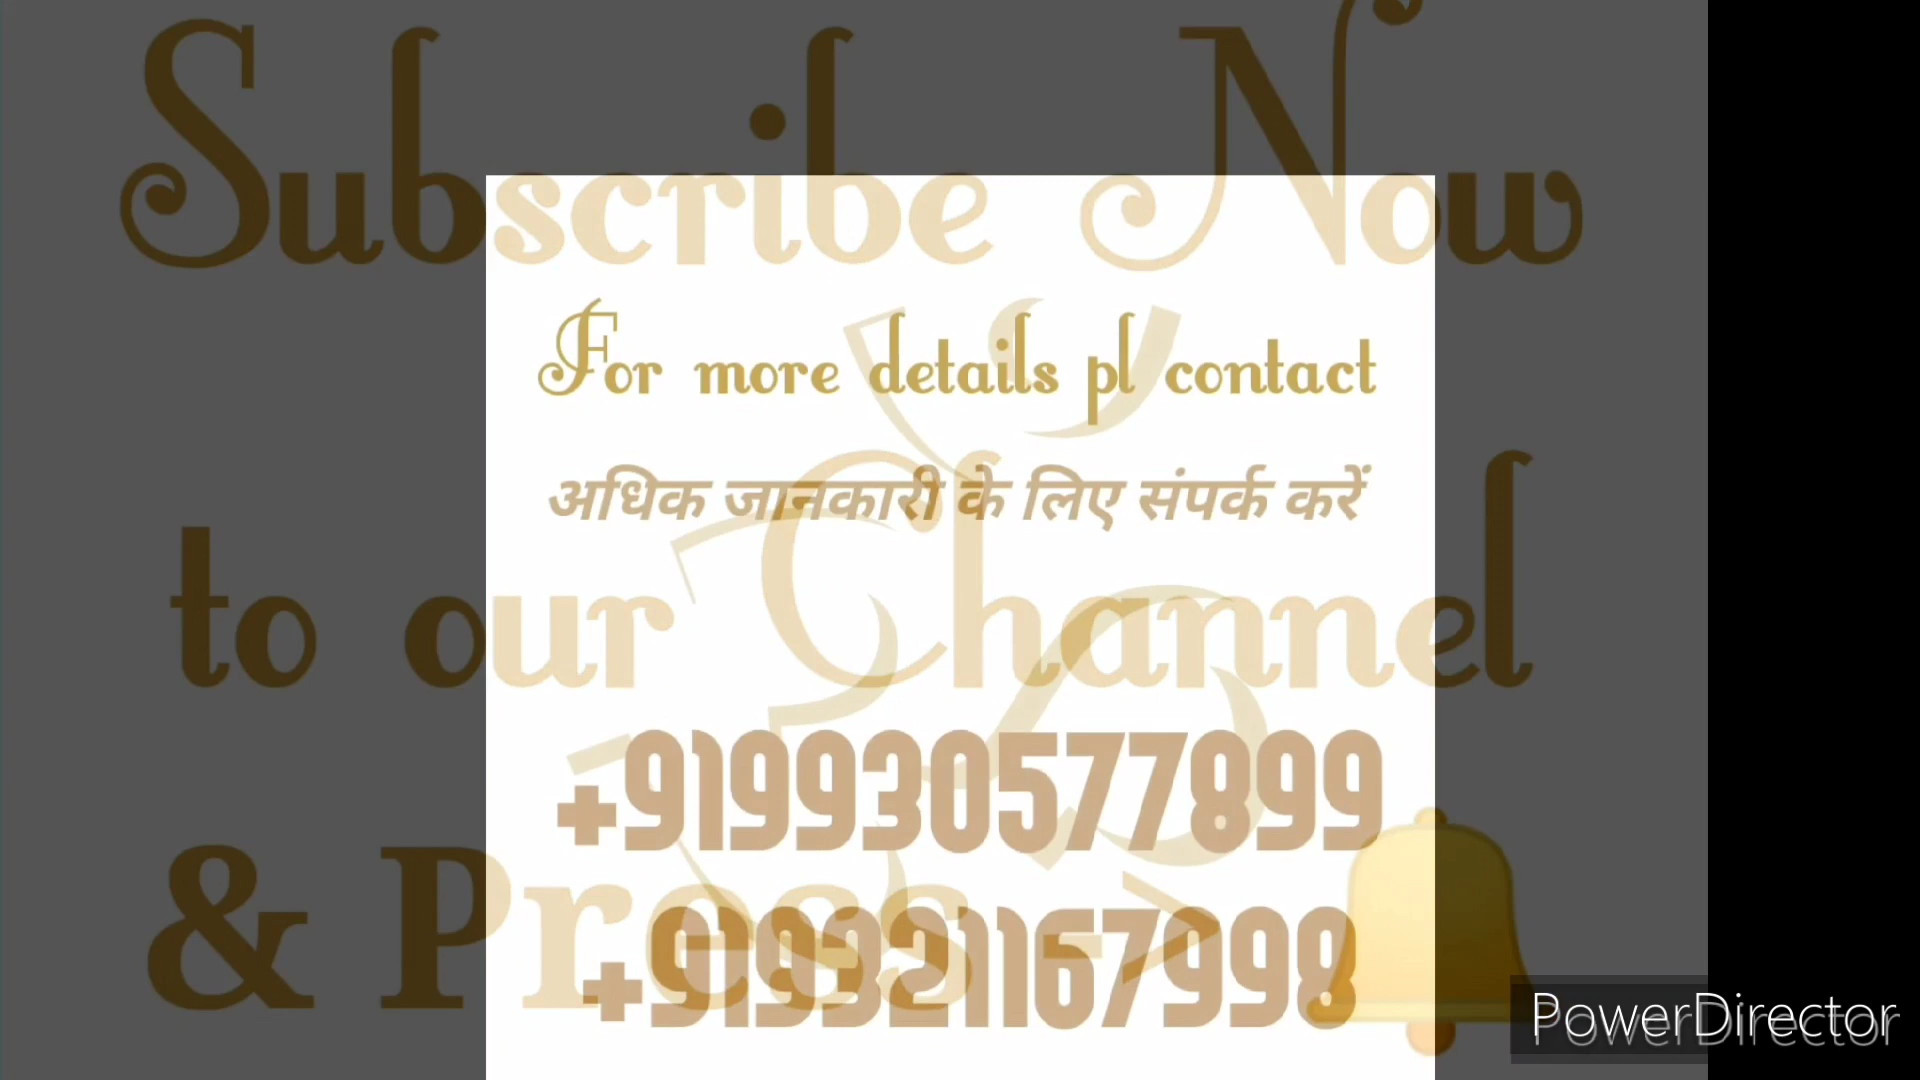 Subscribe Now
For more details pl contact
अधिक जानकारी के लिए संपर्क करें
to our Channel
+919930577899
& Press ->
+919321167998
PowerDirector